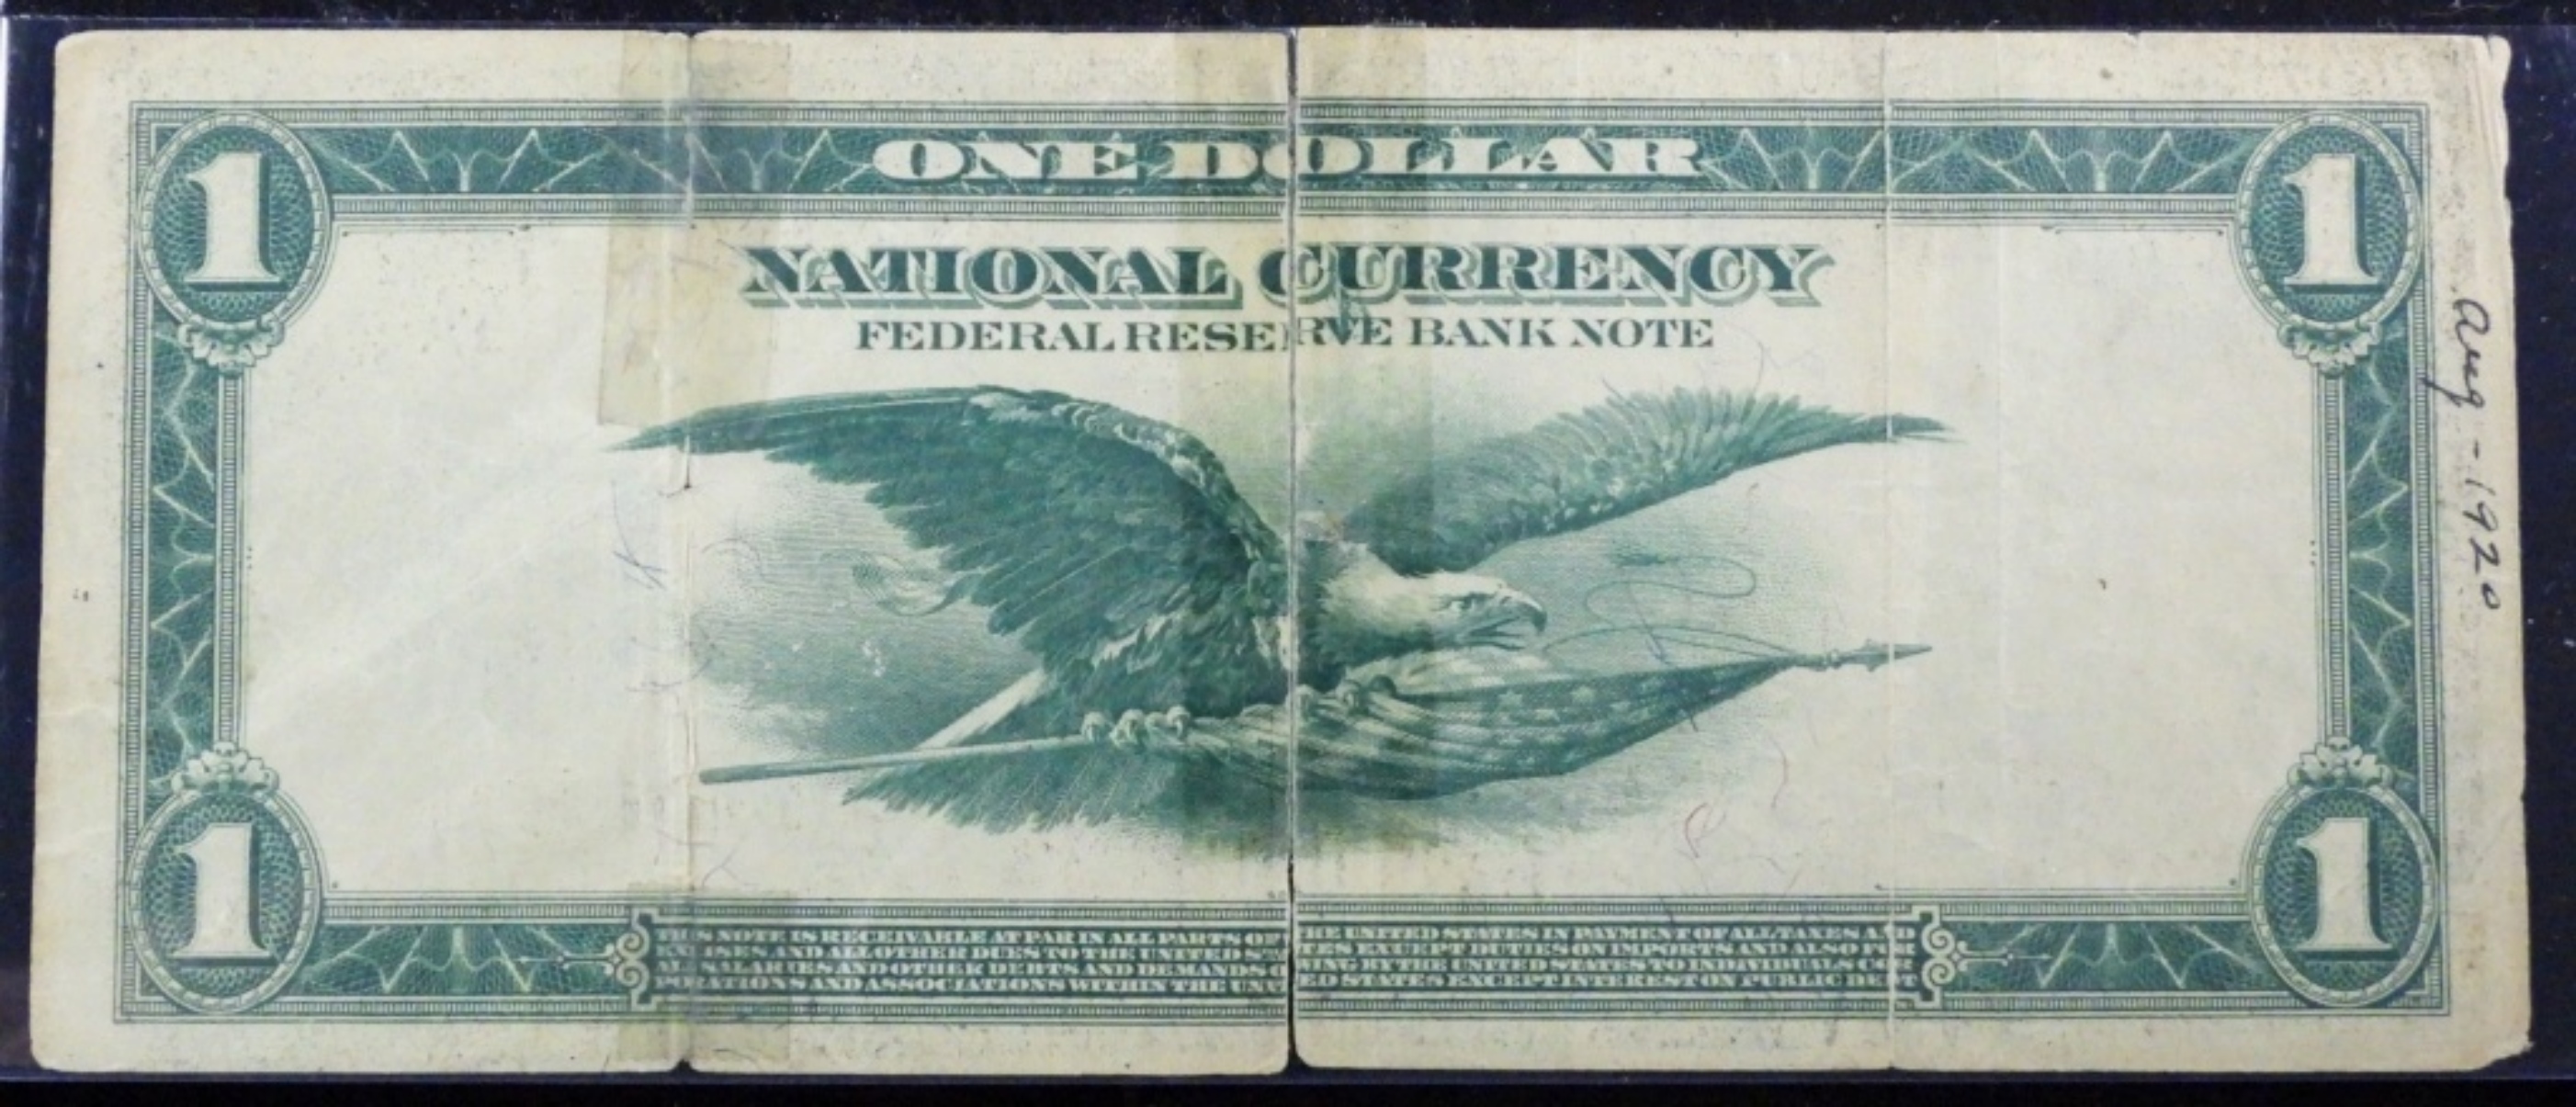 1 ONE DOLLAR 1
NATIONAL CURRENCY
FEDERAL RESERVE BANK NOTE
Aug - 1920
1 1
THIS NOTE IS RECEIVABLE AT PAR IN ALL PARTS OF THE UNITED STATES IN PAYMENT OF ALL TAXES AND
EXCISES AND ALL OTHER DUES TO THE UNITED STATES EXCEPT DUTIES ON IMPORTS AND ALSO FOR
ALL SALARIES AND OTHER DEBTS AND DEMANDS OWING BY THE UNITED STATES TO INDIVIDUALS COR
PORATIONS AND ASSOCIATIONS WITHIN THE UNITED STATES EXCEPT INTEREST ON PUBLIC DEBT